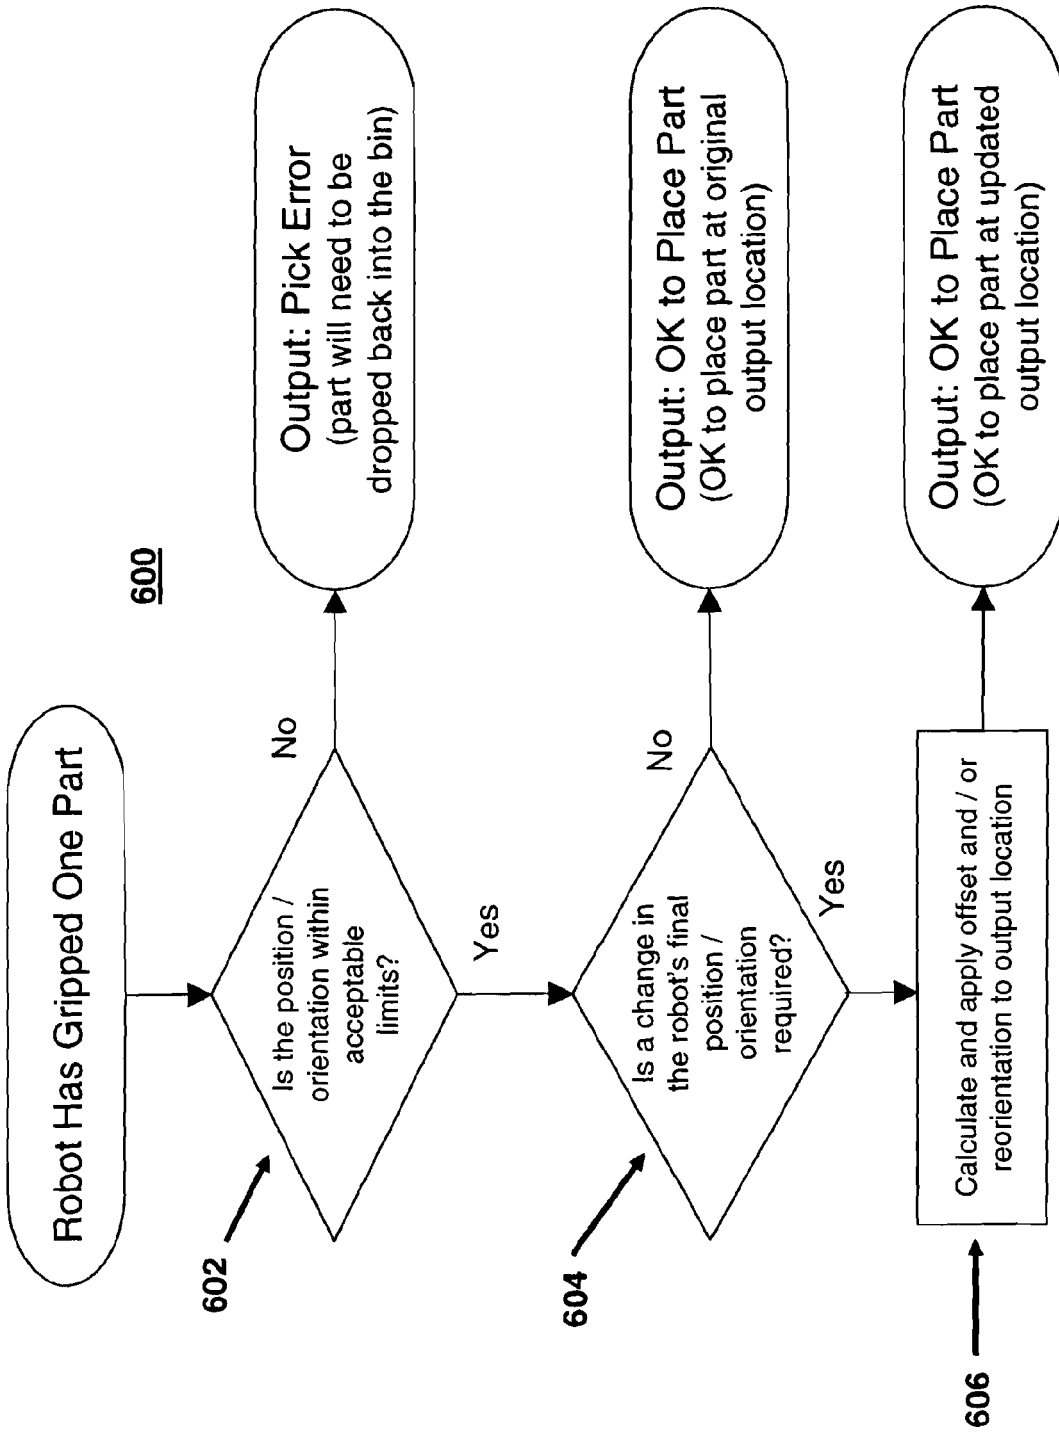 600
Robot Has Gripped One Part
602
Is the position /
orientation within
acceptable
limits?
No
Output: Pick Error
(part will need to be
dropped back into the bin)
Yes
604
Is a change in
the robot's final
position /
orientation
required?
No
Output: OK to Place Part
(OK to place part at original
output location)
Yes
606
Calculate and apply offset and / or
reorientation to output location
Output: OK to Place Part
(OK to place part at updated
output location)